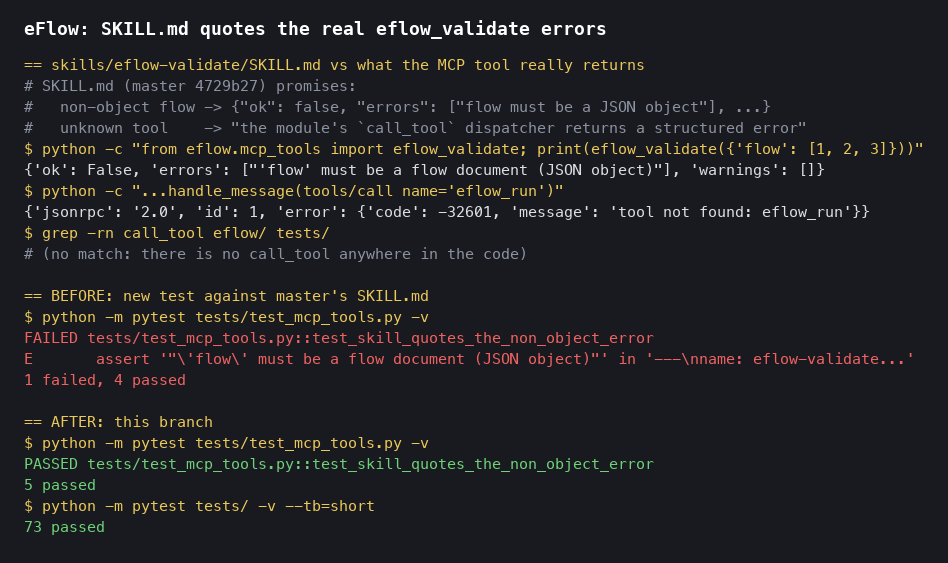 eFlow: SKILL.md quotes the real eflow_validate errors
== skills/eflow-validate/SKILL.md vs what the MCP tool really returns
# SKILL.md (master 4729b27) promises:
#   non-object flow -> {"ok": false, "errors": ["flow must be a JSON object"], ...}
#   unknown tool    -> "the module's `call_tool` dispatcher returns a structured error"
$ python -c "from eflow.mcp_tools import eflow_validate; print(eflow_validate({'flow': [1, 2, 3]}))"
{'ok': False, 'errors': ["'flow' must be a flow document (JSON object)"], 'warnings': []}
$ python -c "...handle_message(tools/call name='eflow_run')"
{'jsonrpc': '2.0', 'id': 1, 'error': {'code': -32601, 'message': 'tool not found: eflow_run'}}
$ grep -rn call_tool eflow/ tests/
# (no match: there is no call_tool anywhere in the code)
== BEFORE: new test against master's SKILL.md
$ python -m pytest tests/test_mcp_tools.py -v
FAILED tests/test_mcp_tools.py::test_skill_quotes_the_non_object_error
E       assert '"\'flow\' must be a flow document (JSON object)"' in '---\nname: eflow-validate...'
1 failed, 4 passed
== AFTER: this branch
$ python -m pytest tests/test_mcp_tools.py -v
PASSED tests/test_mcp_tools.py::test_skill_quotes_the_non_object_error
5 passed
$ python -m pytest tests/ -v --tb=short
73 passed